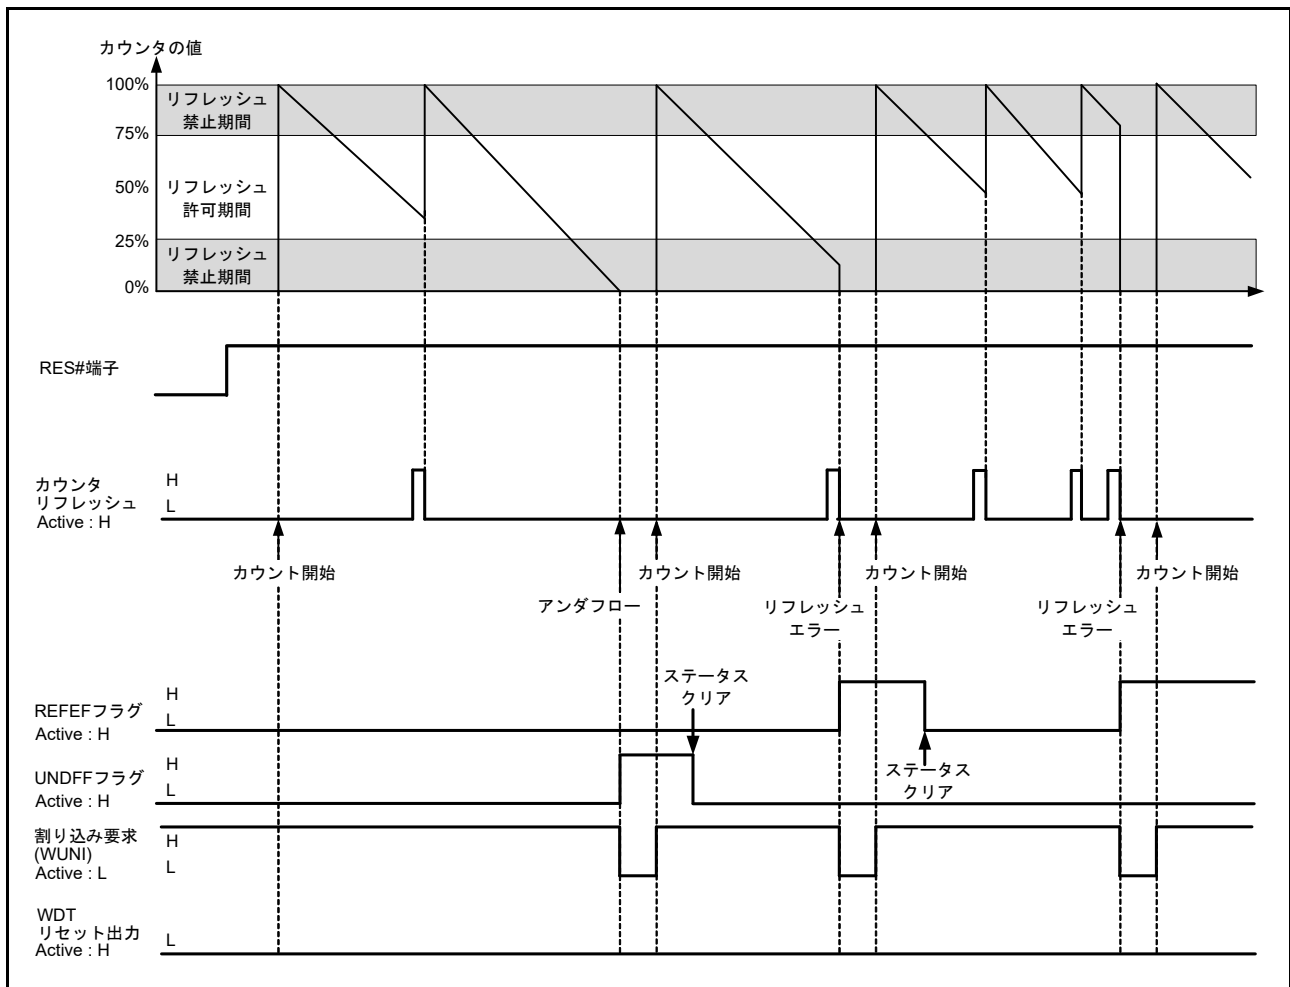 カウンタの値
100%
リフレッシュ
禁止期間
75%
50%
リフレッシュ
許可期間
25%
リフレッシュ
禁止期間
0%
RES#端子
カウンタ
リフレッシュ
Active : H
H
L
カウント開始
カウント開始
カウント開始
カウント開始
アンダフロー
リフレッシュ
エラー
リフレッシュ
エラー
ステータス
クリア
REFEFフラグ
Active : H
H
L
ステータス
クリア
UNDFFフラグ
Active : H
H
L
割り込み要求
(WUNI)
Active : L
H
L
WDT
リセット出力
Active : H
L